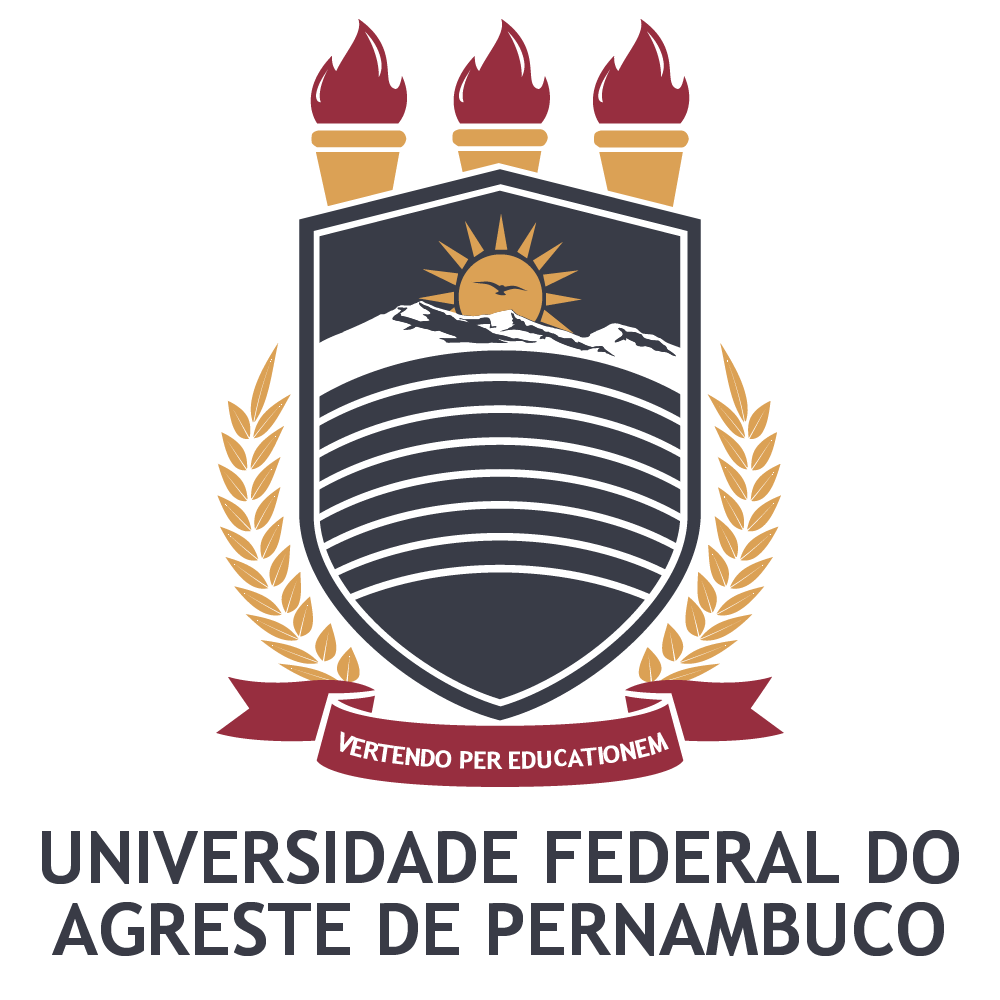 VERTENDO PER EDUCATIONEM
UNIVERSIDADE FEDERAL DO
AGRESTE DE PERNAMBUCO